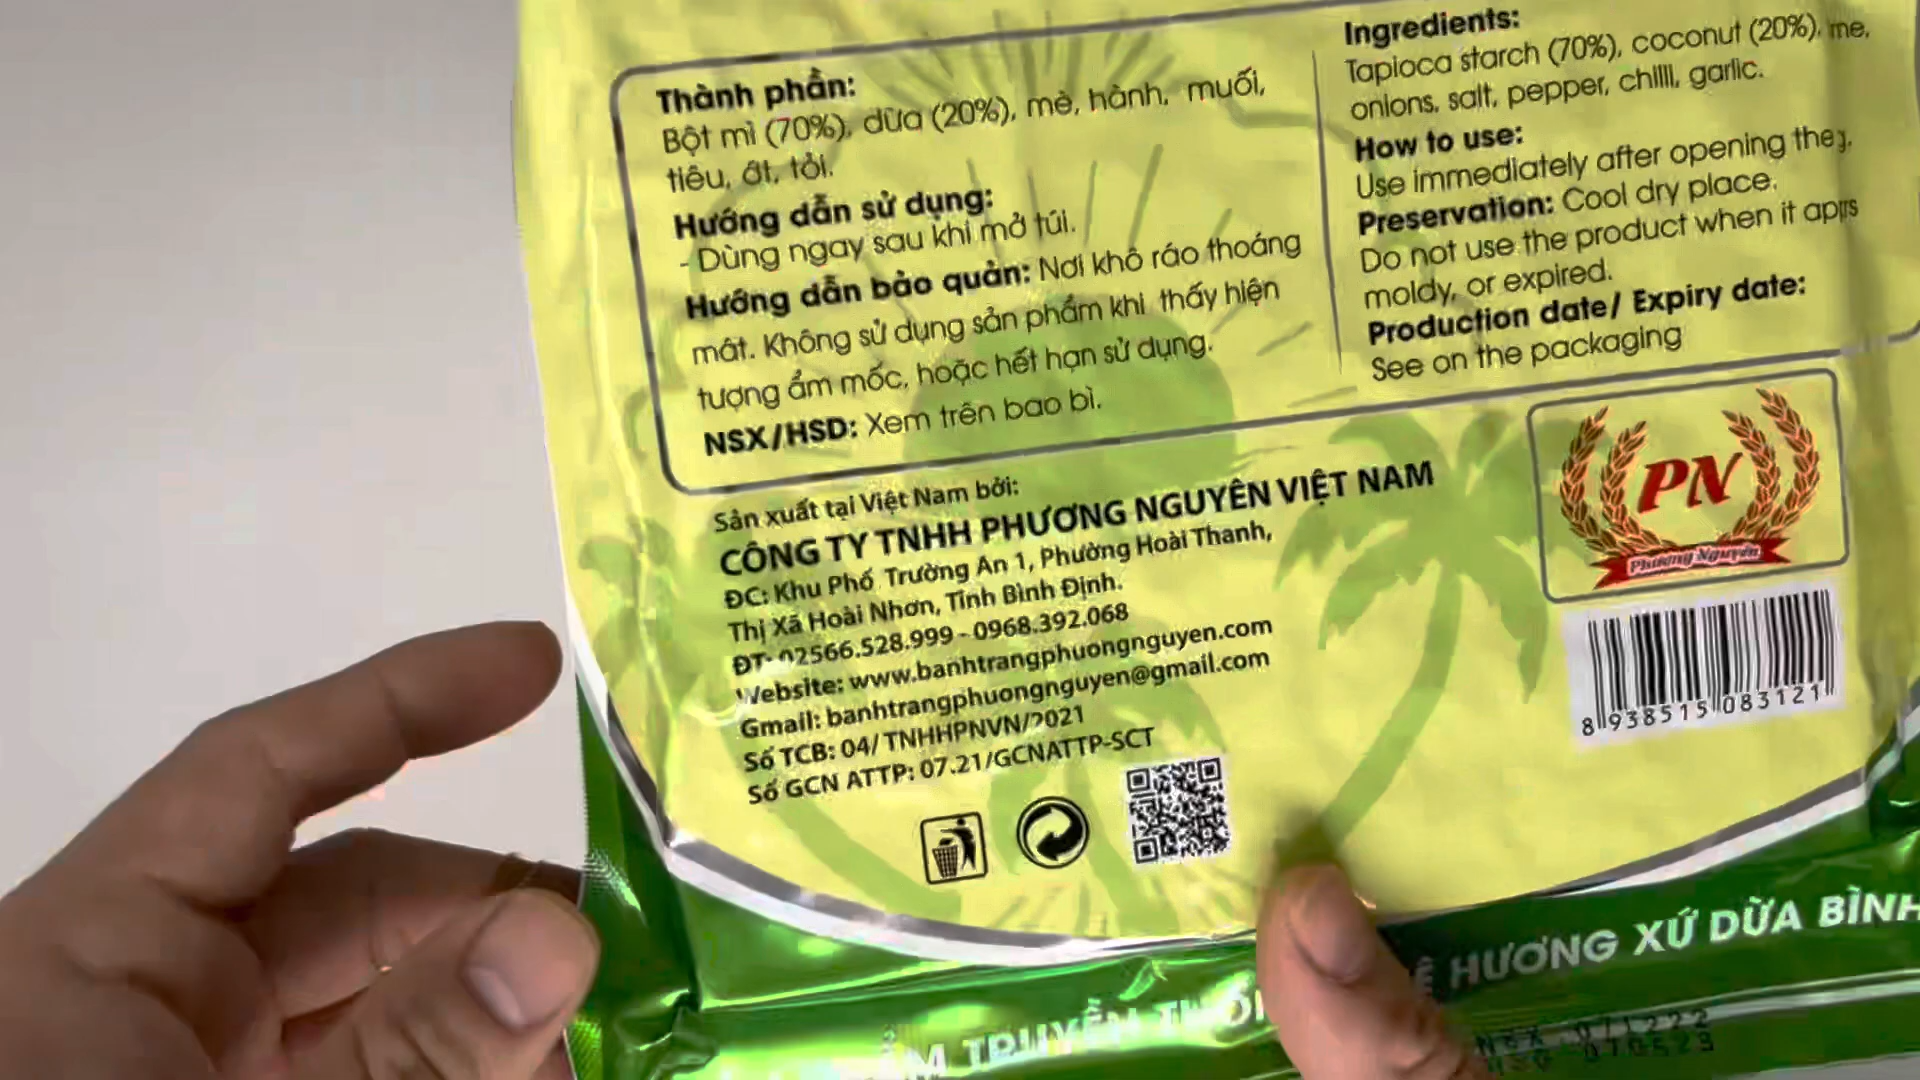 Thành phần:
Bột mì (70%), dừa (20%), mè, hành, muối,
tiêu, ớt, tỏi.
Hướng dẫn sử dụng:
- Dùng ngay sau khi mở túi.
Hướng dẫn bảo quản: Nơi khô ráo thoáng
mát. Không sử dụng sản phẩm khi thấy hiện
tượng ẩm mốc, hoặc hết hạn sử dụng.
NSX/HSD: Xem trên bao bì.
Ingredients:
Tapioca starch (70%), coconut (20%), me,
onions, salt, pepper, chilli, garlic.
How to use:
Use immediately after opening the
Preservation: Cool dry place.
Do not use the product when it
moldy, or expired.
Production date/ Expiry date:
See on the packaging
Sản xuất tại Việt Nam bởi:
CÔNG TY TNHH PHƯƠNG NGUYÊN VIỆT NAM
ĐC: Khu Phố Trường An 1, Phường Hoài Thanh,
Thị Xã Hoài Nhơn, Tỉnh Bình Định.
ĐT: 02566.528.999 - 0968.392.068
Website: www.banhtrangphuongnguyen.com
Gmail: banhtrangphuongnguyen@gmail.com
Số TCB: 04/ TNHHPNVN/2021
Số GCN ATTP: 07.21/GCNATTP-SCT
PN
Phương Nguyên
8 938515 083121
HƯƠNG XỨ DỪA BÌNH
TRUYỀN
NSX 071222
HSD 070523